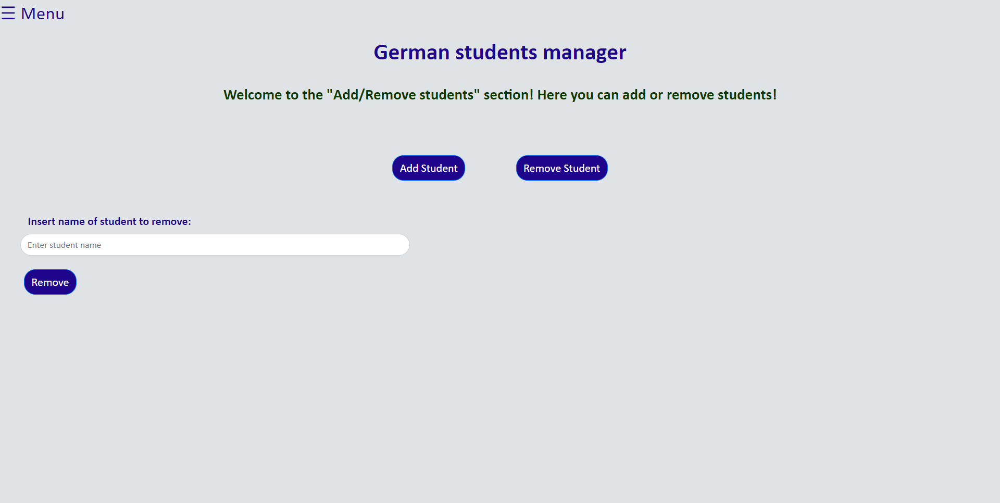 ☰ Menu
German students manager
Welcome to the "Add/Remove students" section! Here you can add or remove students!
Add Student
Remove Student
Insert name of student to remove:
Enter student name
Remove